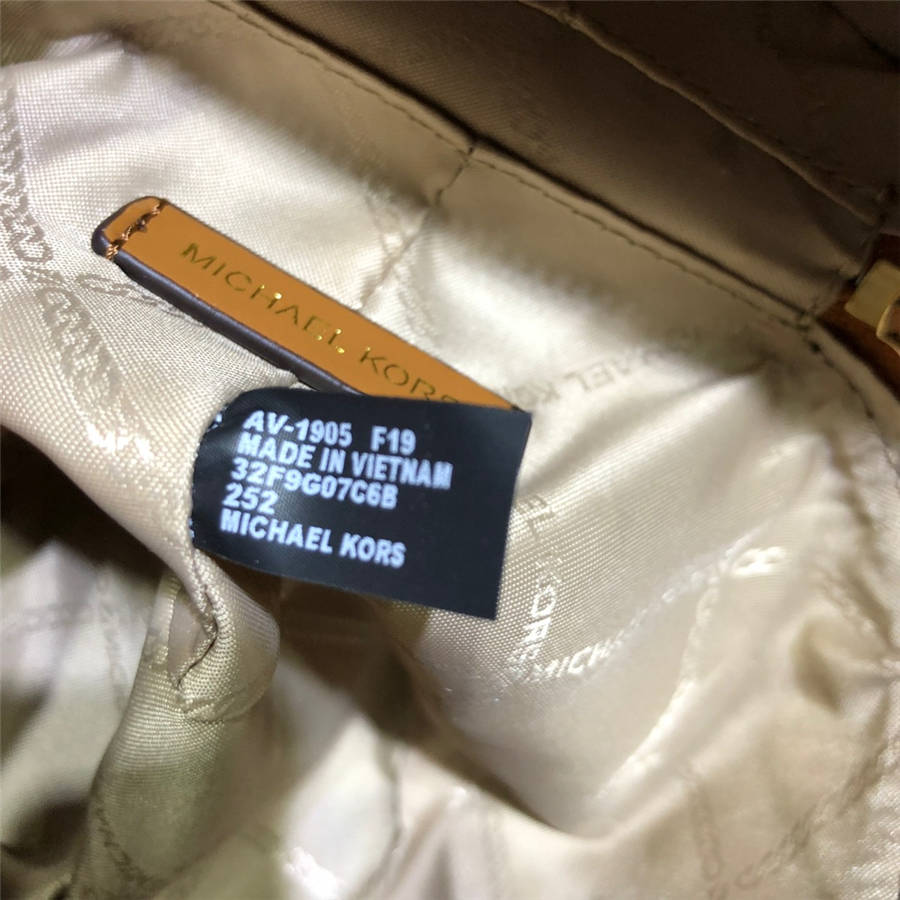 MICHAEL KORS
AV-1905 F19
MADE IN VIETNAM
32F9G07C6B
252
MICHAEL KORS